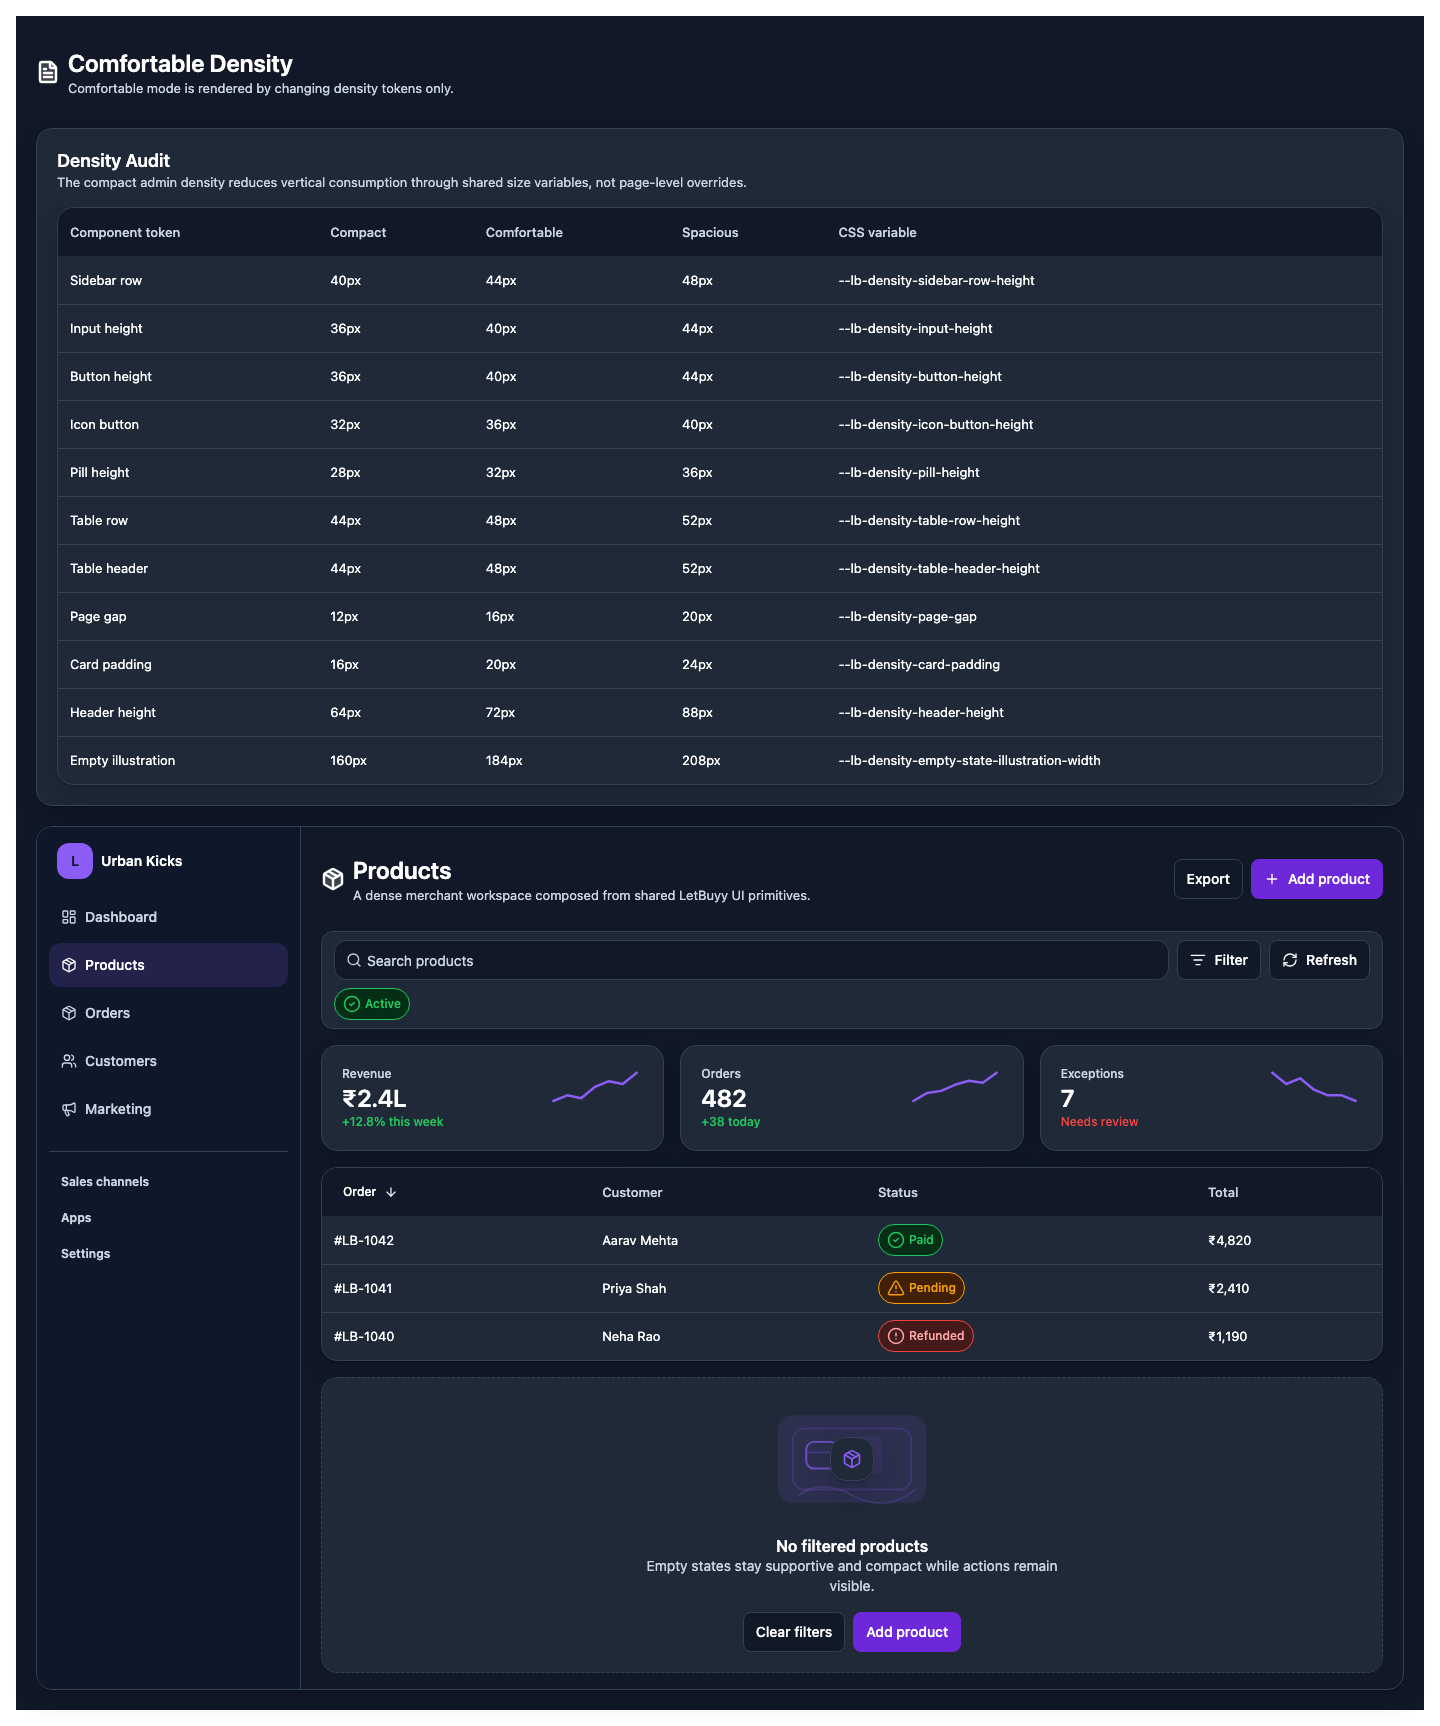 Comfortable Density
Comfortable mode is rendered by changing density tokens only.
Density Audit
The compact admin density reduces vertical consumption through shared size variables, not page-level overrides.
Component token Compact Comfortable Spacious CSS variable
Sidebar row 40px 44px 48px --lb-density-sidebar-row-height
Input height 36px 40px 44px --lb-density-input-height
Button height 36px 40px 44px --lb-density-button-height
Icon button 32px 36px 40px --lb-density-icon-button-height
Pill height 28px 32px 36px --lb-density-pill-height
Table row 44px 48px 52px --lb-density-table-row-height
Table header 44px 48px 52px --lb-density-table-header-height
Page gap 12px 16px 20px --lb-density-page-gap
Card padding 16px 20px 24px --lb-density-card-padding
Header height 64px 72px 88px --lb-density-header-height
Empty illustration 160px 184px 208px --lb-density-empty-state-illustration-width
L Urban Kicks
Dashboard
Products
Orders
Customers
Marketing
Sales channels
Apps
Settings
Products
A dense merchant workspace composed from shared LetBuyy UI primitives.
Export
Add product
Search products
Filter
Refresh
Active
Revenue
₹2.4L
+12.8% this week
Orders
482
+38 today
Exceptions
7
Needs review
Order Customer Status Total
#LB-1042 Aarav Mehta Paid ₹4,820
#LB-1041 Priya Shah Pending ₹2,410
#LB-1040 Neha Rao Refunded ₹1,190
No filtered products
Empty states stay supportive and compact while actions remain
visible.
Clear filters
Add product